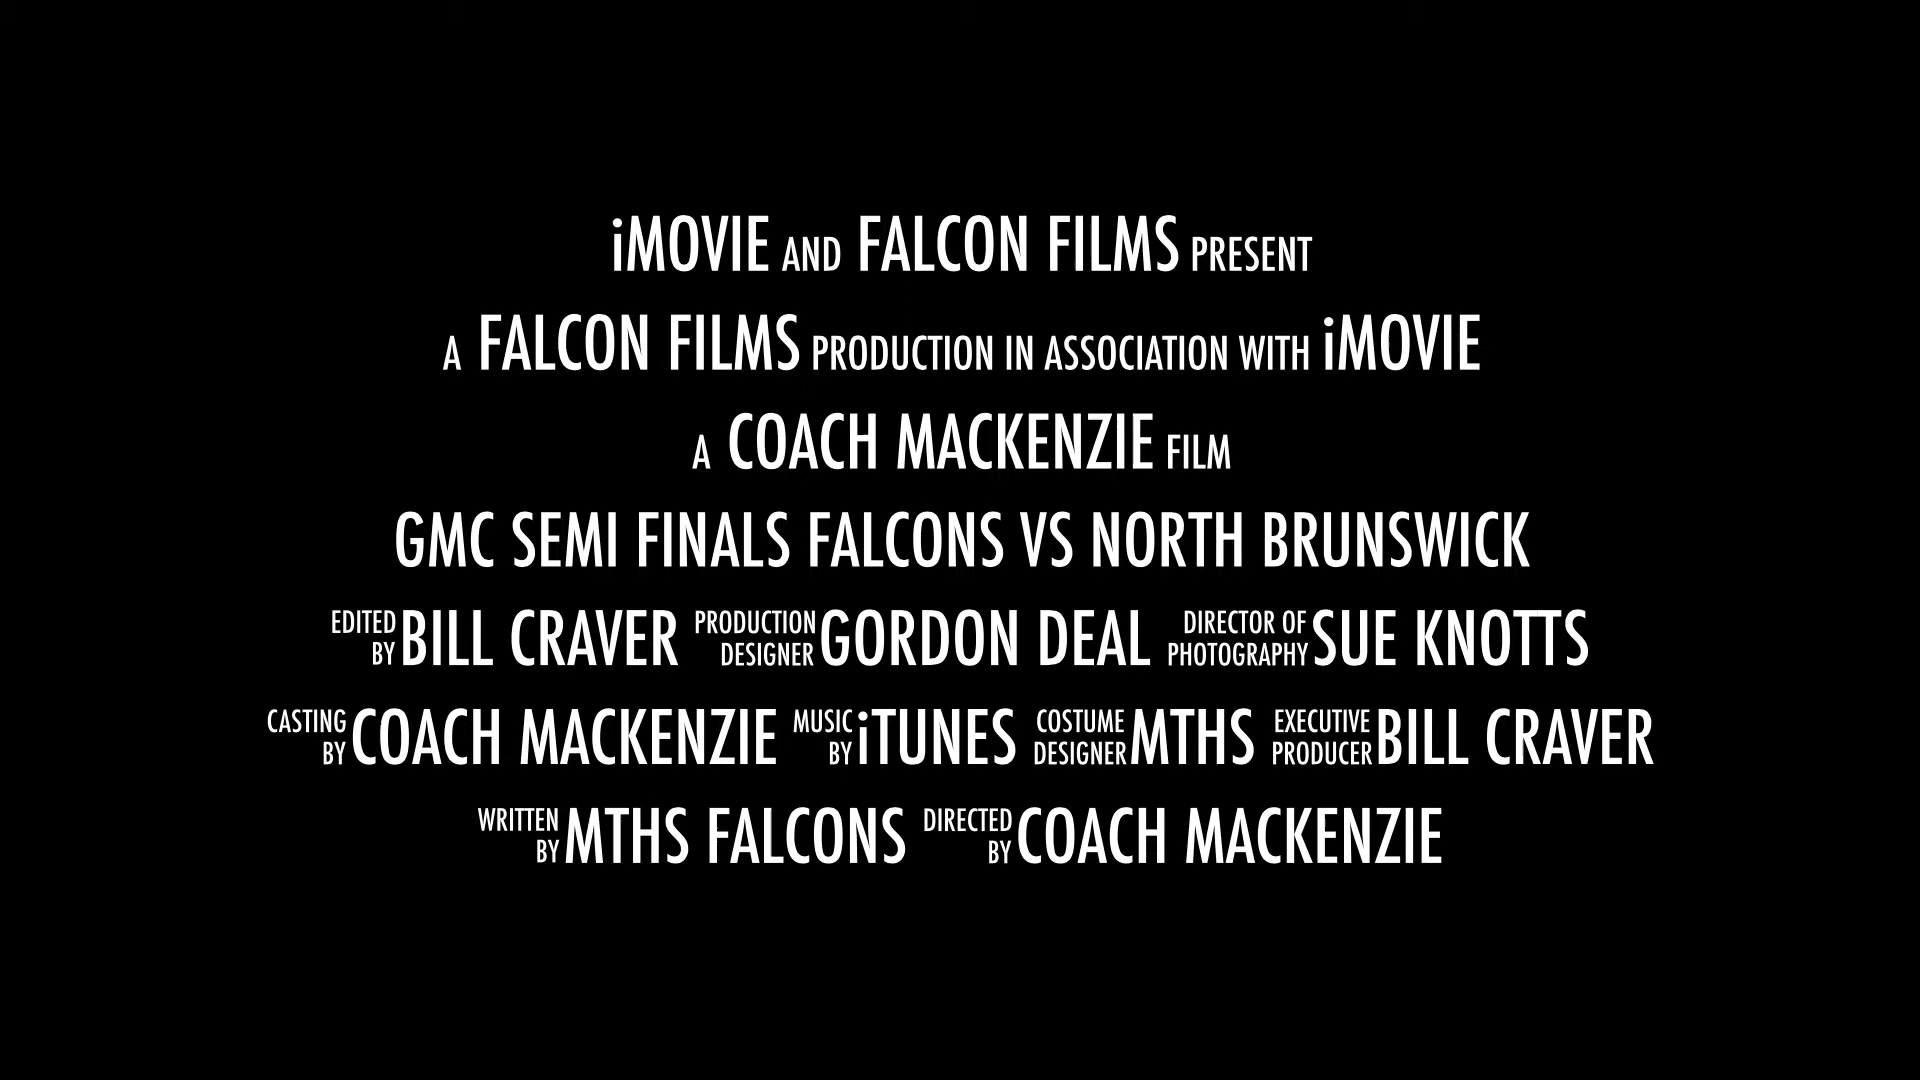 iMOVIE AND FALCON FILMS PRESENT
A FALCON FILMS PRODUCTION IN ASSOCIATION WITH iMOVIE
A COACH MACKENZIE FILM
GMC SEMI FINALS FALCONS VS NORTH BRUNSWICK
EDITED BY BILL CRAVER PRODUCTION DESIGNER GORDON DEAL DIRECTOR OF PHOTOGRAPHY SUE KNOTTS
CASTING BY COACH MACKENZIE MUSIC BY iTUNES COSTUME DESIGNER MTHS EXECUTIVE PRODUCER BILL CRAVER
WRITTEN BY MTHS FALCONS DIRECTED BY COACH MACKENZIE